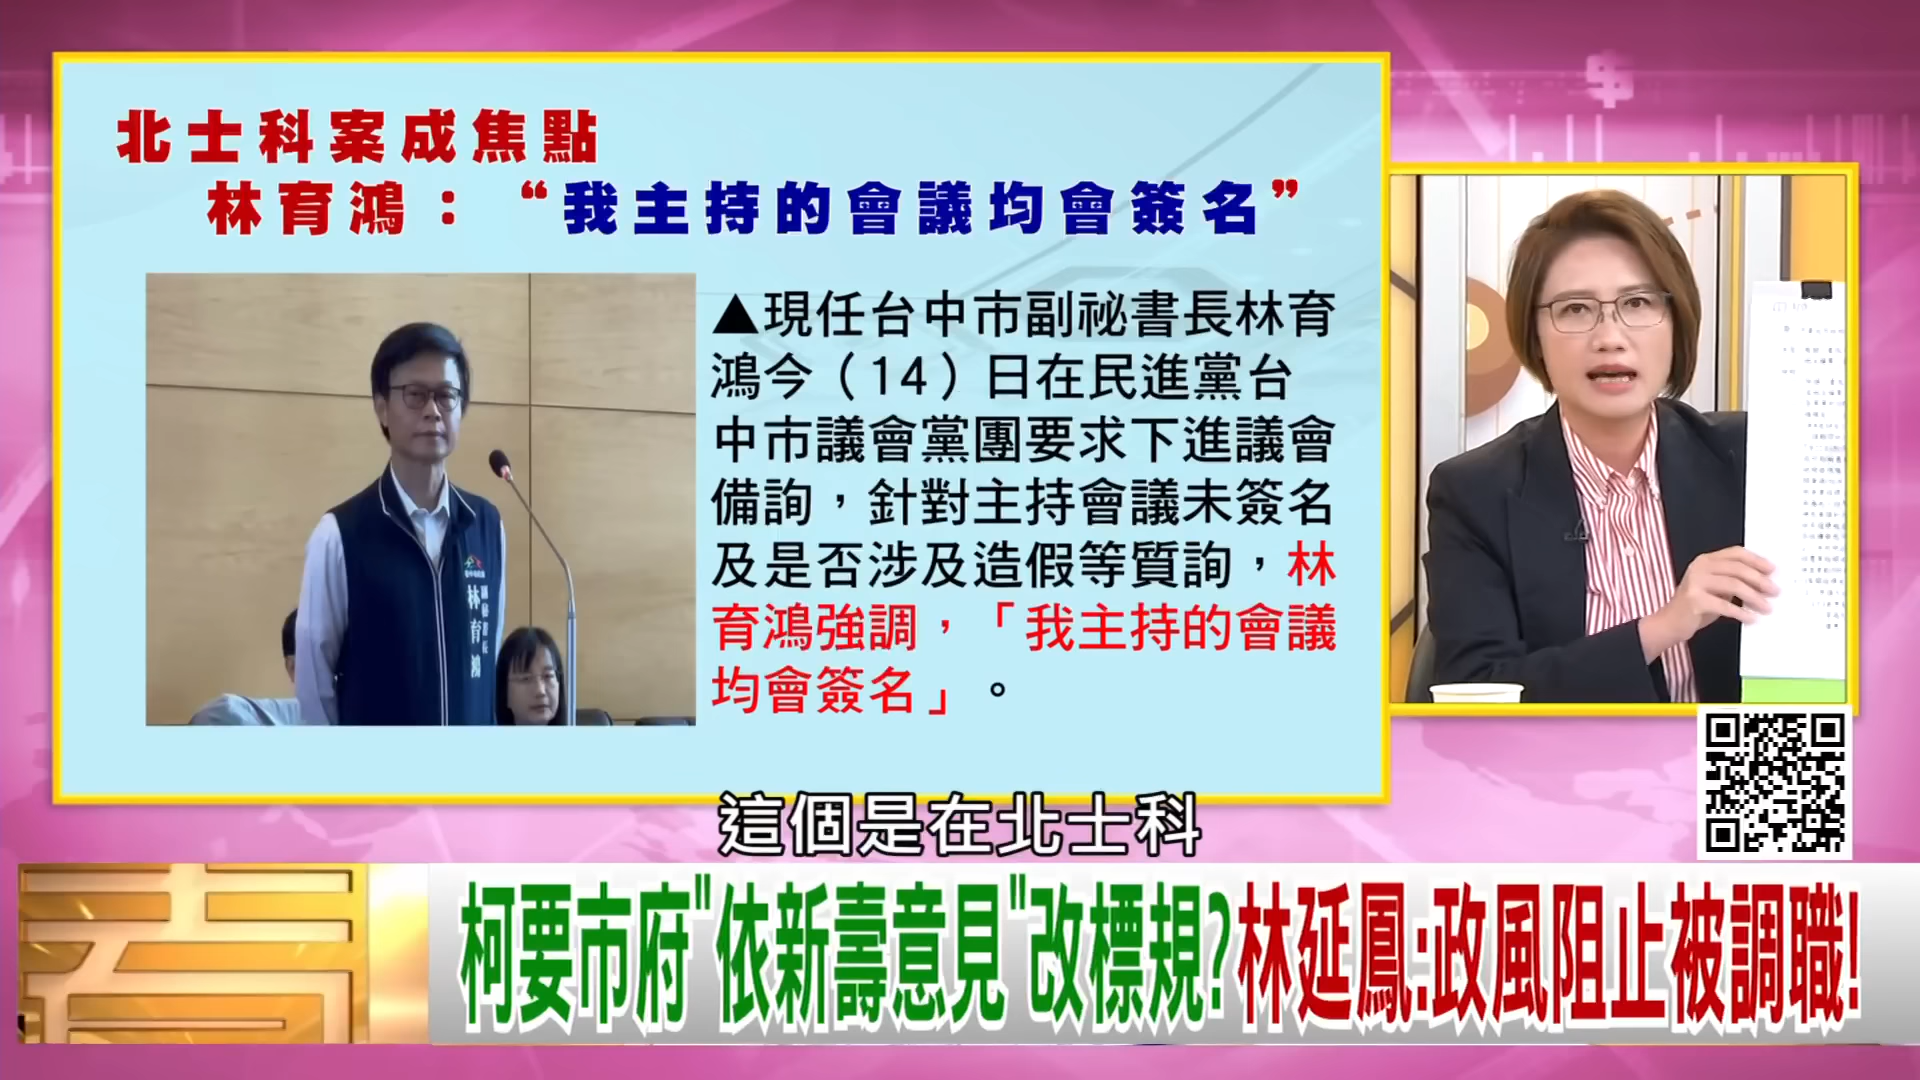 北士科案成焦點
林育鴻：“我主持的會議均會簽名”
▲現任台中市副祕書長林育
鴻今（14）日在民進黨台
中市議會黨團要求下進議會
備詢，針對主持會議未簽名
及是否涉及造假等質詢，林
育鴻強調，「我主持的會議
均會簽名」。
副祕書長
林育鴻
這個是在北士科
柯要市府"依新壽意見"改標規?林延鳳:政風阻止被調職!